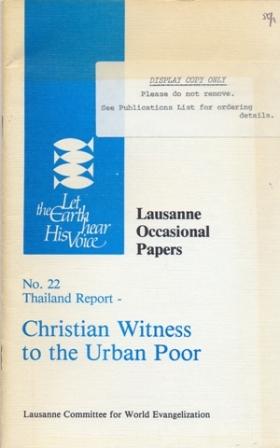 DISPLAY COPY ONLY
Please do not remove.
See Publications List for ordering
details.
Let
the Earth
hear
His Voice
Lausanne
Occasional
Papers
No. 22
Thailand Report -
Christian Witness
to the Urban Poor
Lausanne Committee for World Evangelization